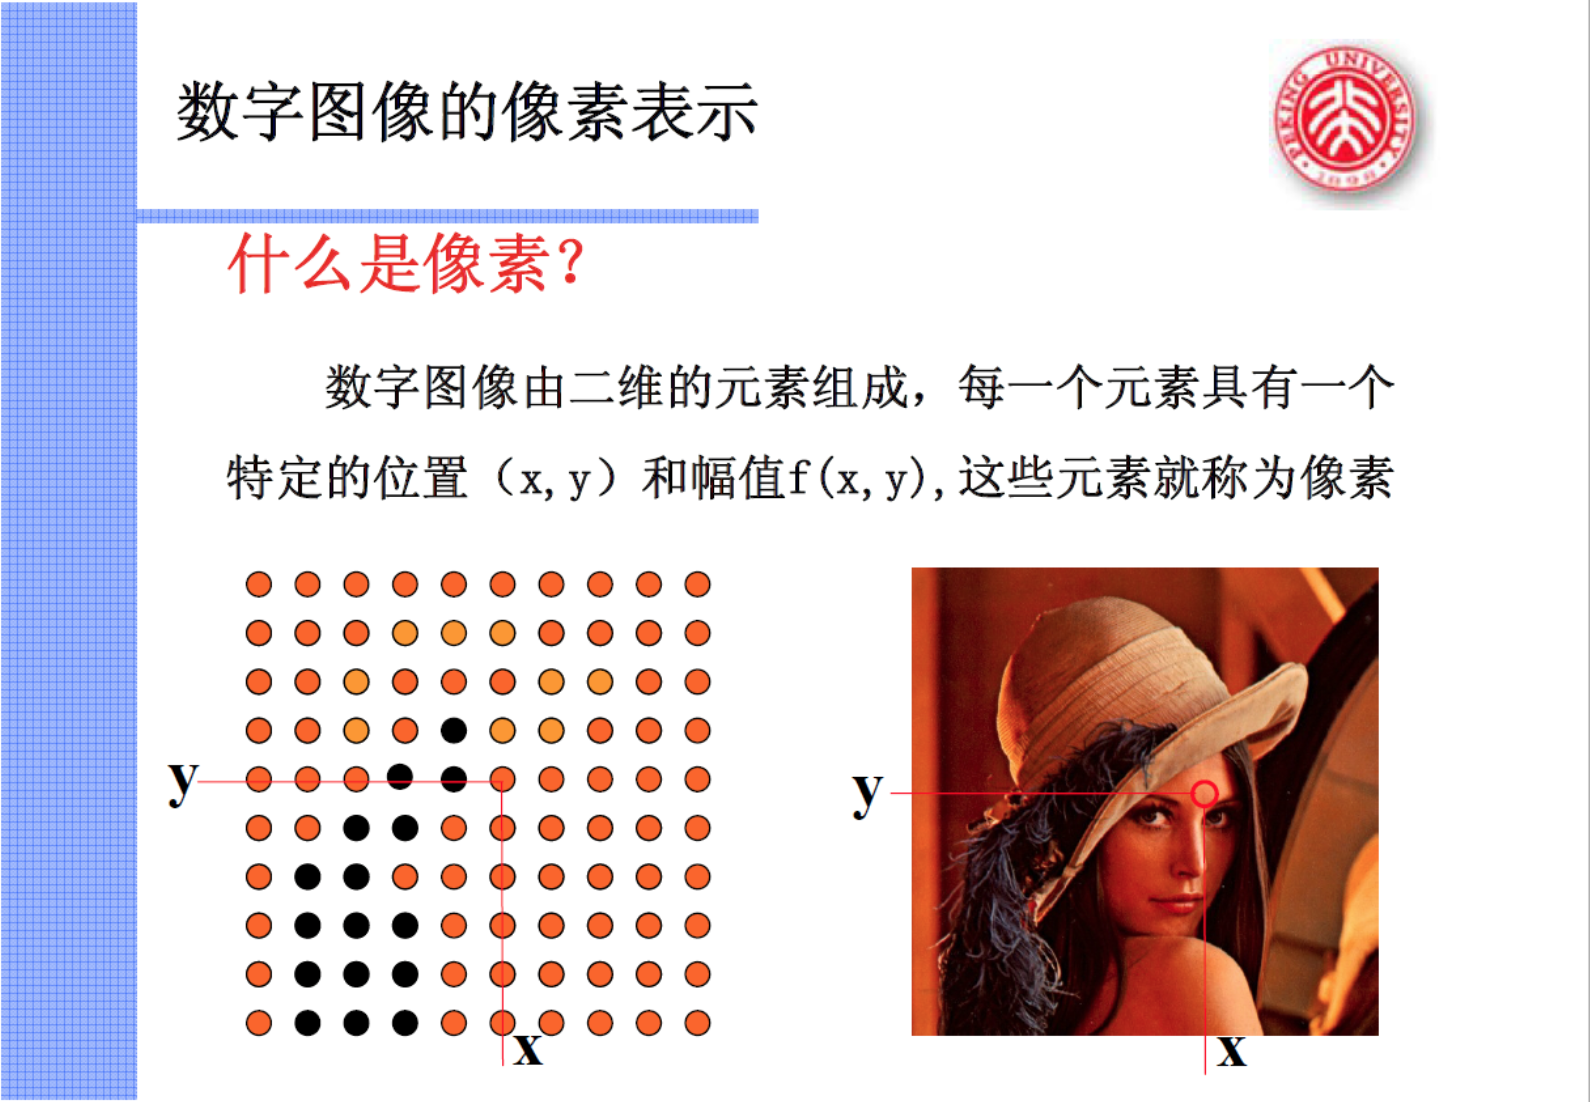 数字图像的像素表示
PEKING UNIVERSITY
1898
什么是像素？
数字图像由二维的元素组成，每一个元素具有一个
特定的位置（x,y）和幅值f(x,y),这些元素就称为像素
y
x
y
x